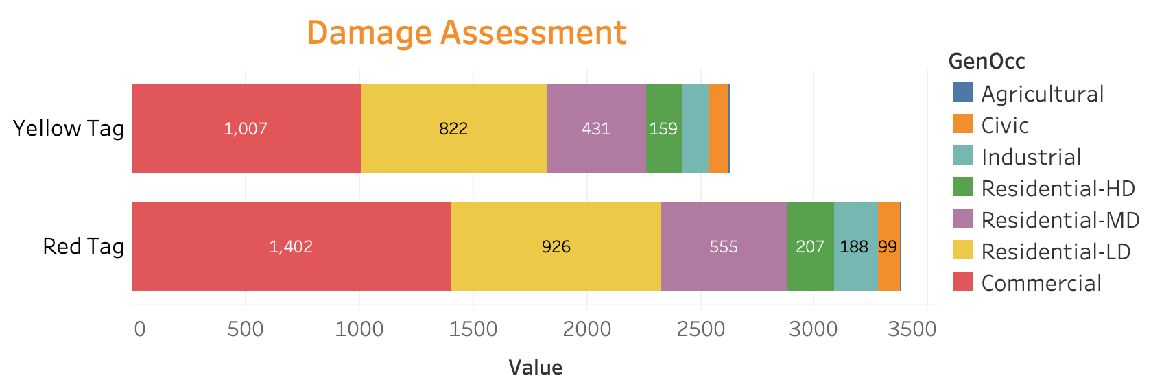 Damage Assessment
GenOcc
Agricultural
Civic
Industrial
Residential-HD
Residential-MD
Residential-LD
Commercial
Yellow Tag
1,007 822 431 159
Red Tag
1,402 926 555 207 188 99
0 500 1000 1500 2000 2500 3000 3500
Value